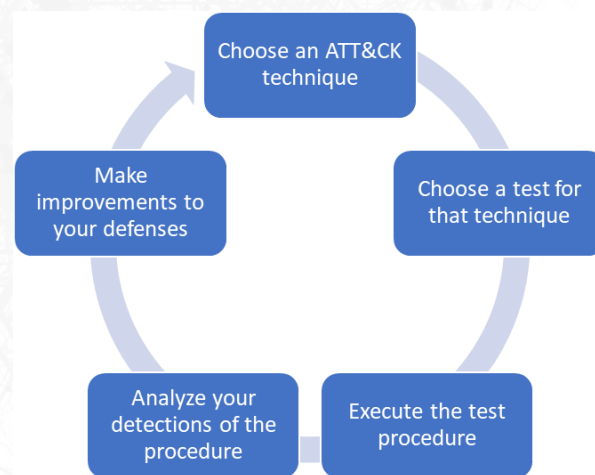 Choose an ATT&CK
technique
Choose a test for
that technique
Execute the test
procedure
Analyze your
detections of the
procedure
Make
improvements to
your defenses